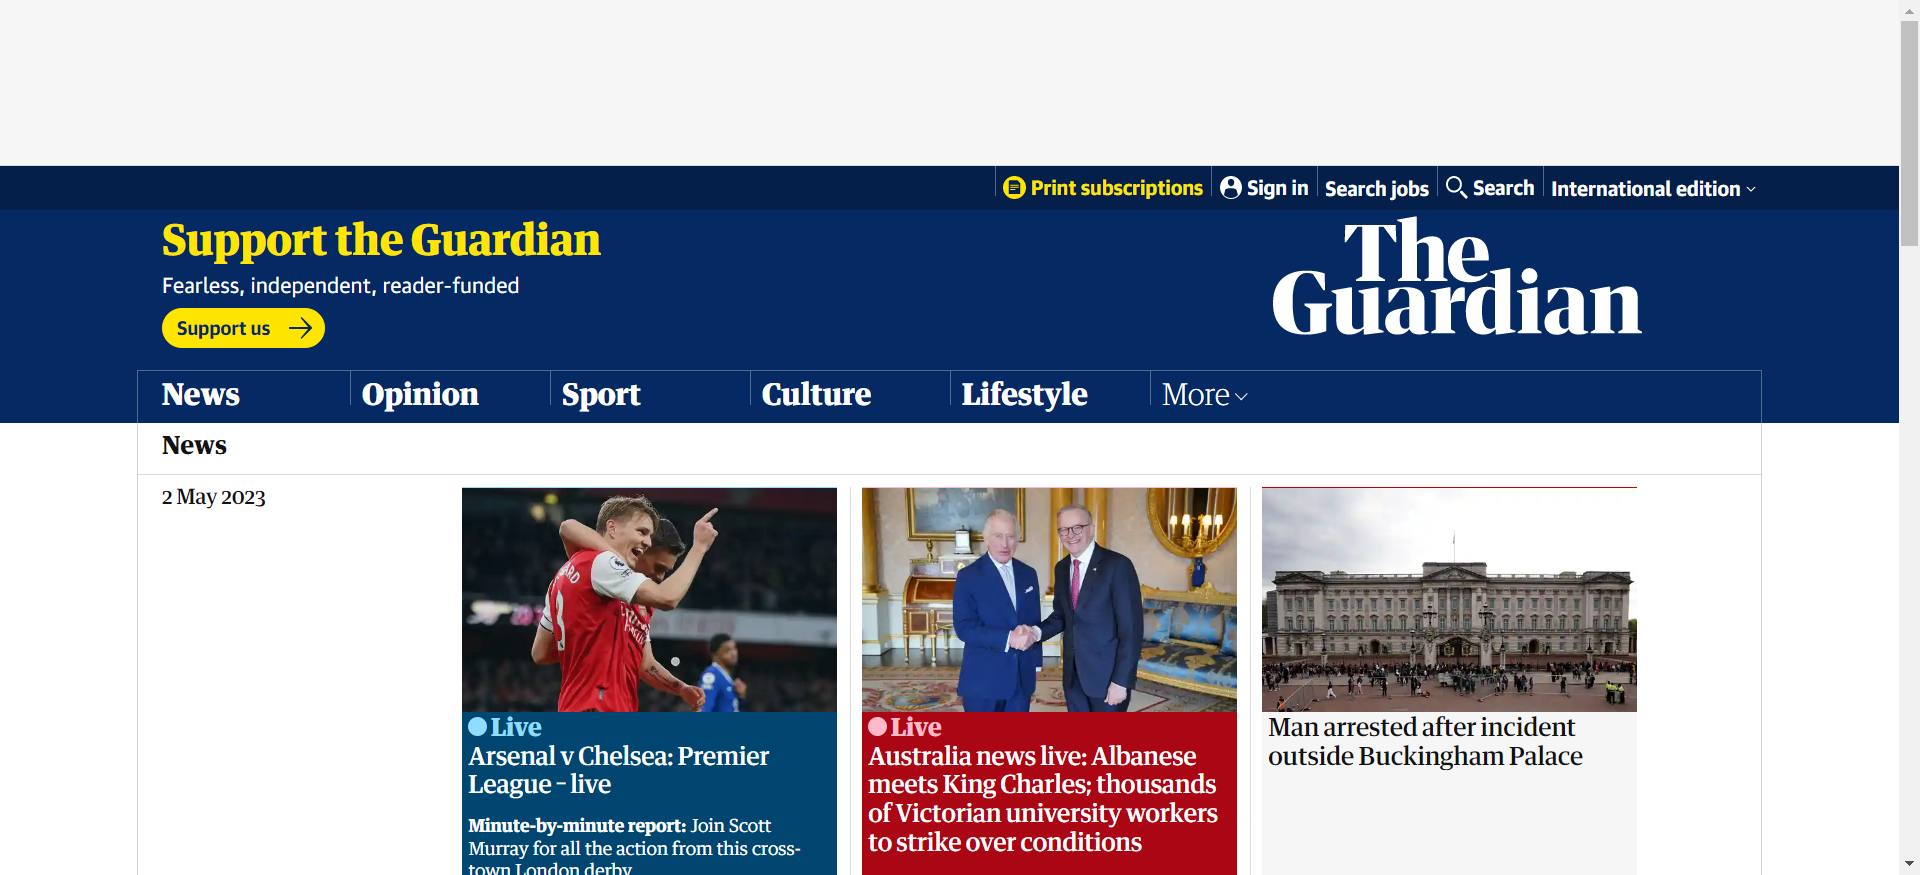 Print subscriptions
Sign in
Search jobs
Search
International edition
Support the Guardian
Fearless, independent, reader-funded
Support us
The
Guardian
News
Opinion
Sport
Culture
Lifestyle
More
News
2 May 2023
Live
Arsenal v Chelsea: Premier
League – live
Minute-by-minute report: Join Scott
Murray for all the action from this cross-
town London derby
Live
Australia news live: Albanese
meets King Charles; thousands
of Victorian university workers
to strike over conditions
Man arrested after incident
outside Buckingham Palace